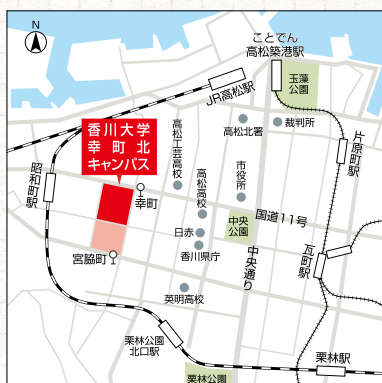 N
ことでん
高松築港駅
玉藻
公園
JR高松駅
香川大学
幸町北
キャンパス
高松工芸高校
高松北署
裁判所
片原町駅
昭和町駅
高松高校
市役所
幸町
国道11号
中央
公園
日赤
香川県庁
宮脇町
中央通り
瓦町駅
英明高校
栗林公園
北口駅
栗林駅
栗林公園